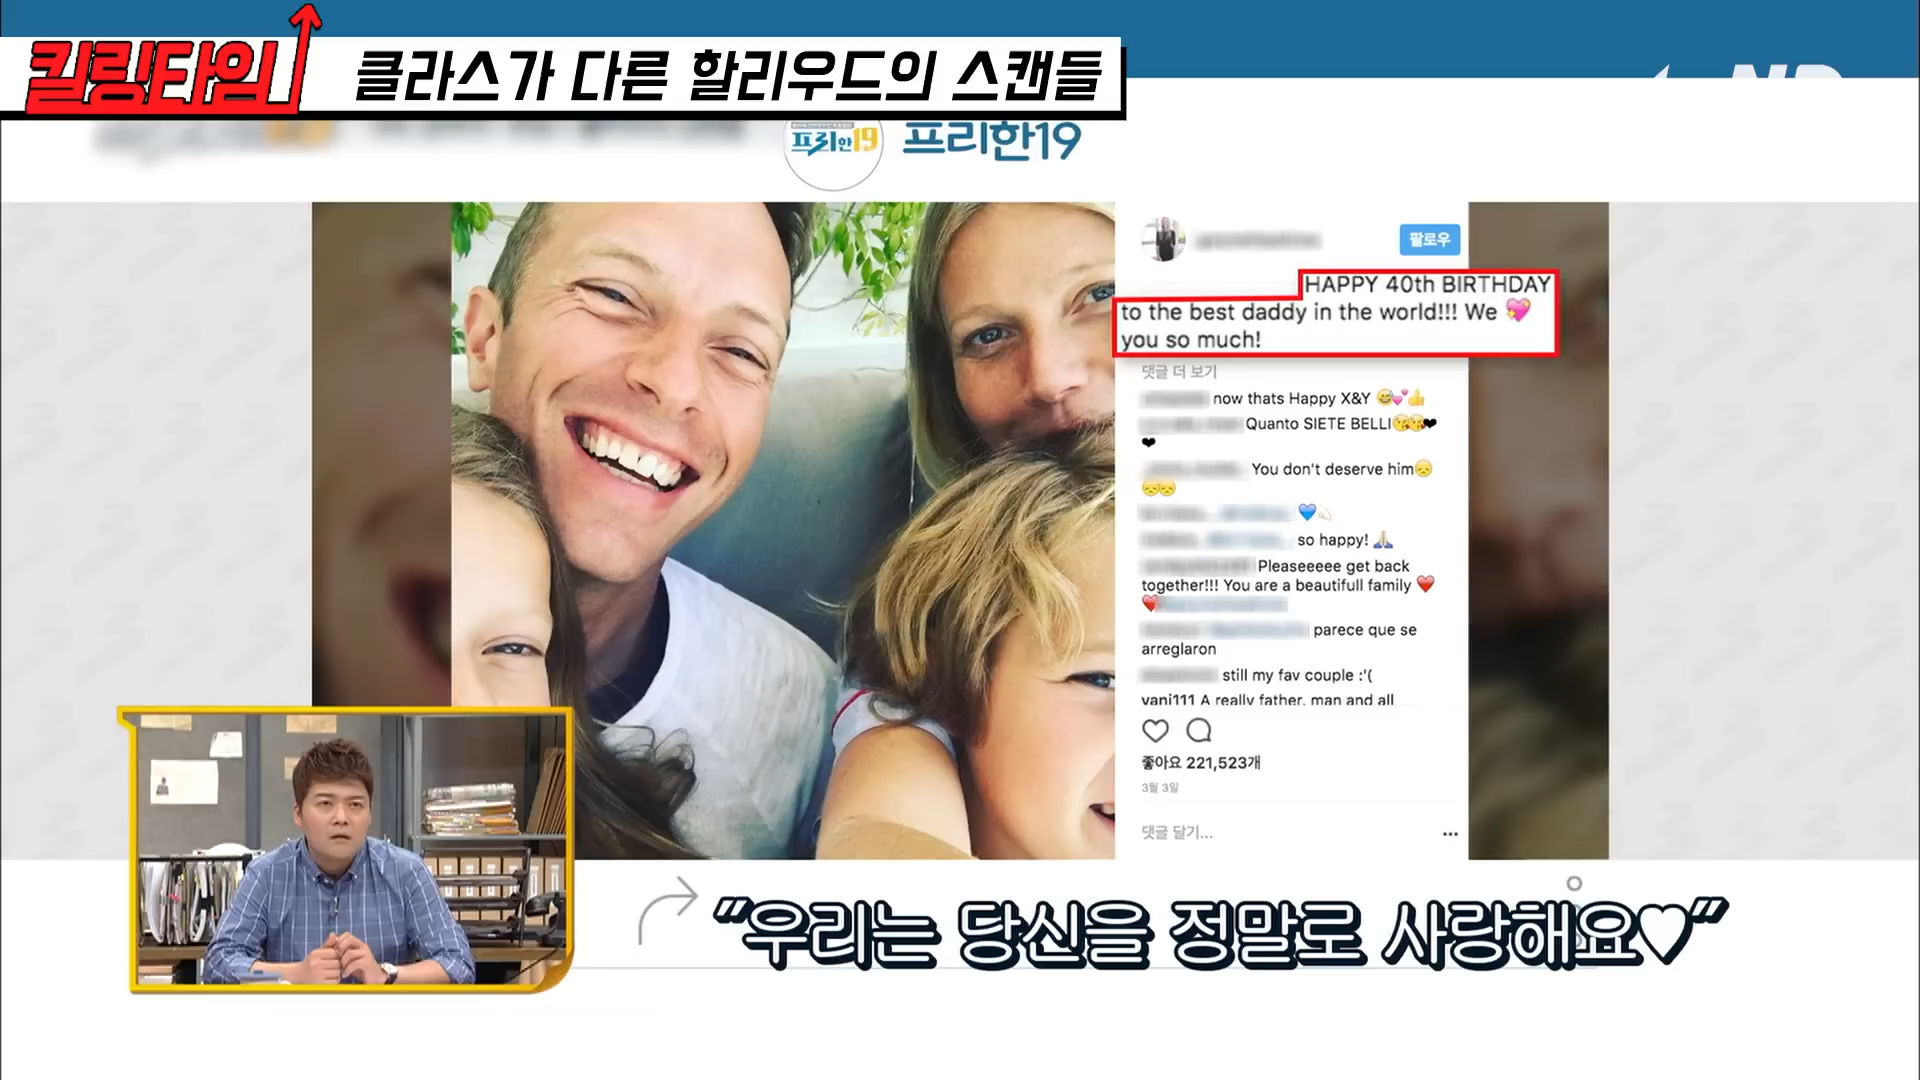 킬링타임
클라스가 다른 할리우드의 스캔들
프리한19
프리한19
팔로우
HAPPY 40th BIRTHDAY
to the best daddy in the world!!! We 💖
you so much!
댓글 더 보기
now thats Happy X&Y 😅💕👍
Quanto SIETE BELLI😘😘❤
❤
You don't deserve him😞
😞😞
💙💫
so happy! 🙏
Pleaseeeee get back
together!!! You are a beautifull family ❤️
❤️
parece que se
arreglaron
still my fav couple :'(
vani111 A really father, man and all
좋아요 221,523개
3월 3일
댓글 달기...
"우리는 당신을 정말로 사랑해요♥"